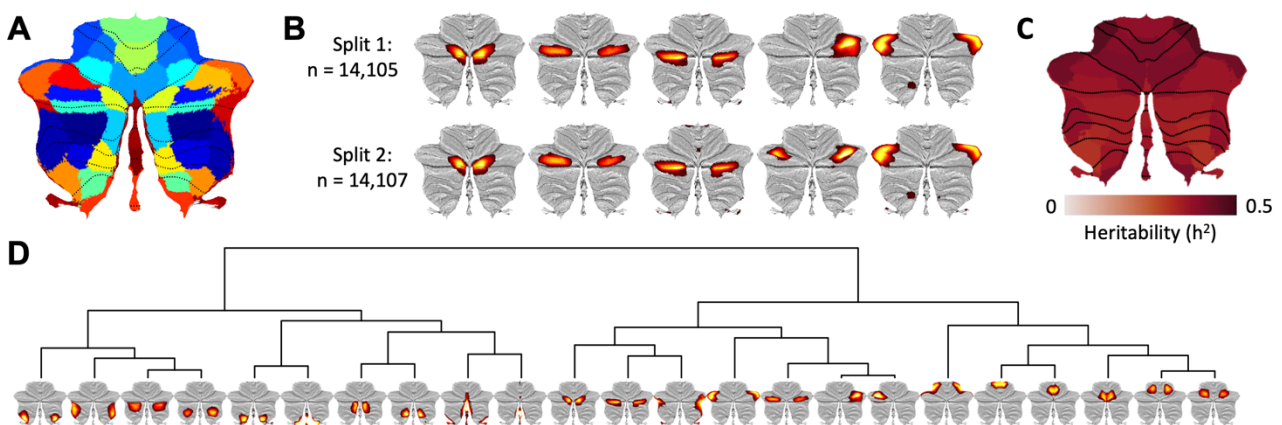 A
B
Split 1:
n = 14,105
Split 2:
n = 14,107
C
0
0.5
Heritability (h²)
D